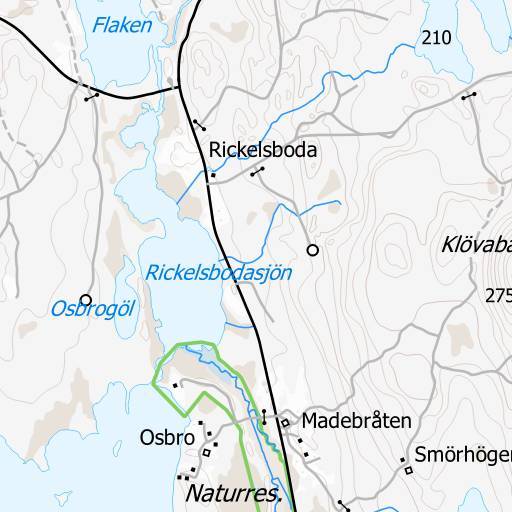 Flaken
210
Rickelsboda
Klövaba
Rickelsbodasjön
275
Osbrogöl
Madebråten
Osbro
Smörhögen
Naturres.